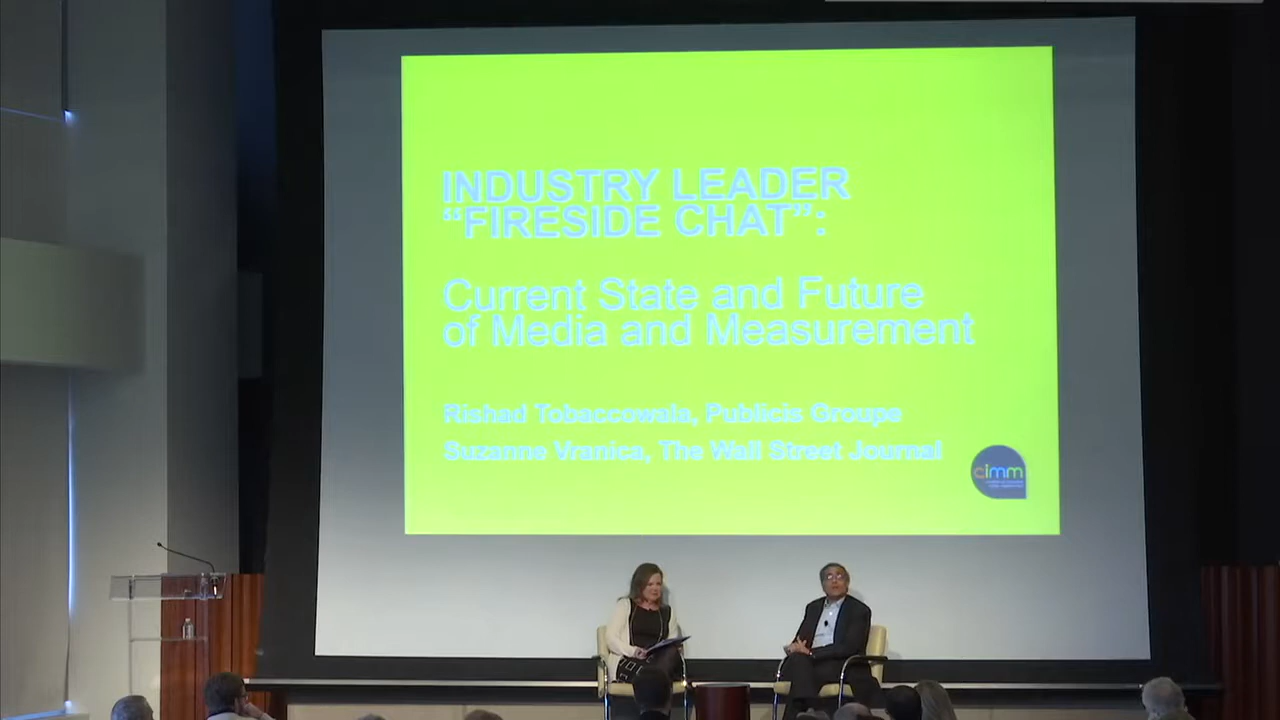 INDUSTRY LEADER
“FIRESIDE CHAT”:
Current State and Future
of Media and Measurement
Rishad Tobaccowala, Publicis Groupe
Suzanne Vranica, The Wall Street Journal
cimm